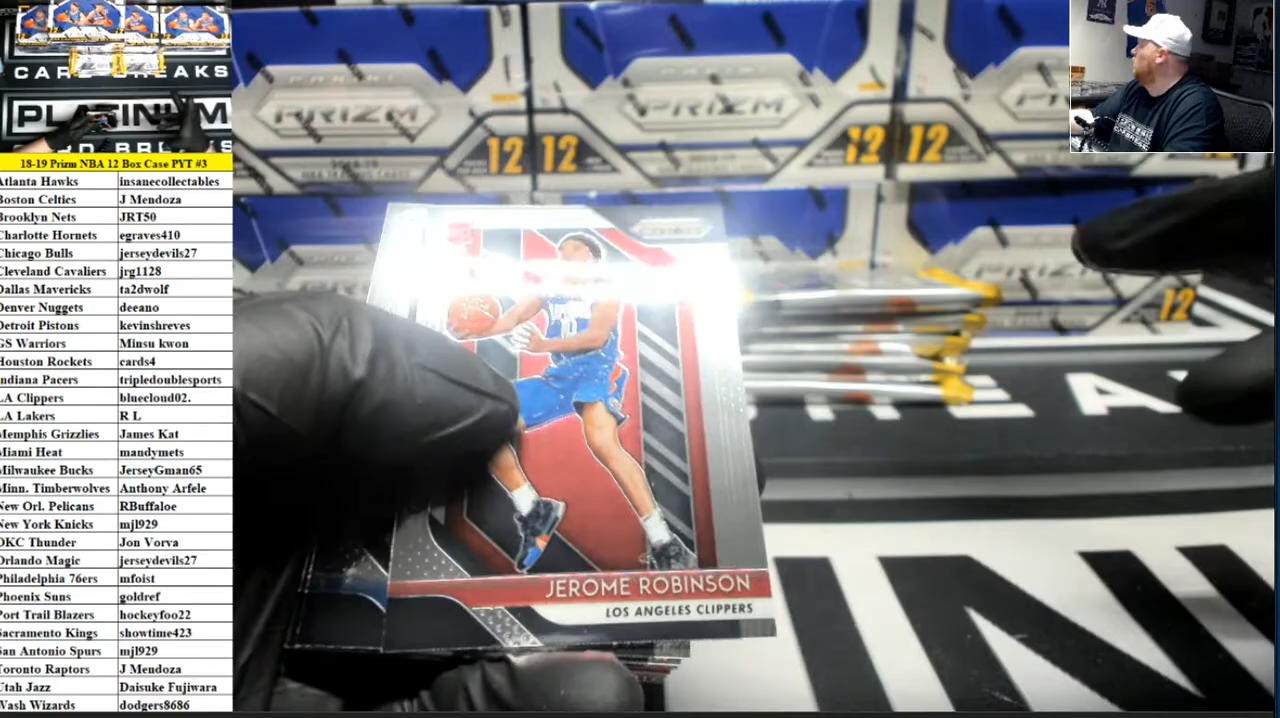 CARD BREAKS
PLATINUM
18-19 Prizm NBA 12 Box Case PYT #3
Atlanta Hawks insanecollectables
Boston Celtics J Mendoza
Brooklyn Nets JRT50
Charlotte Hornets egraves410
Chicago Bulls jerseydevils27
Cleveland Cavaliers jrg1128
Dallas Mavericks ta2dwolf
Denver Nuggets deeano
Detroit Pistons kevinshreves
GS Warriors Minsu kwon
Houston Rockets cards4
Indiana Pacers tripledoublesports
LA Clippers bluecloud02.
LA Lakers R L
Memphis Grizzlies James Kat
Miami Heat mandymets
Milwaukee Bucks JerseyGman65
Minn. Timberwolves Anthony Arfele
New Orl. Pelicans RBuffaloe
New York Knicks mjl929
OKC Thunder Jon Vorva
Orlando Magic jerseydevils27
Philadelphia 76ers mfoist
Phoenix Suns goldref
Port Trail Blazers hockeyfoo22
Sacramento Kings showtime423
San Antonio Spurs mjl929
Toronto Raptors J Mendoza
Utah Jazz Daisuke Fujiwara
Wash Wizards dodgers8686
PANINI
PRIZM
12 12
PRIZM
12 12
PRIZM
12
JEROME ROBINSON
LOS ANGELES CLIPPERS